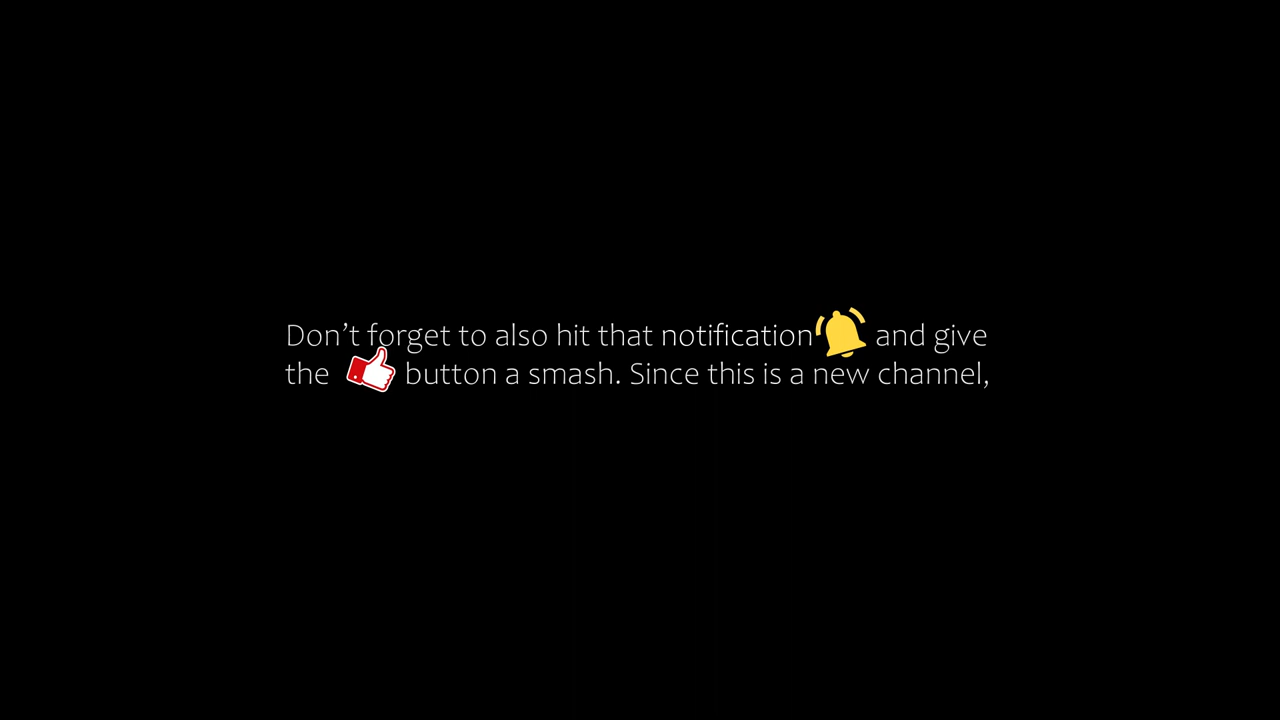 Don't forget to also hit that notification and give
the button a smash. Since this is a new channel,